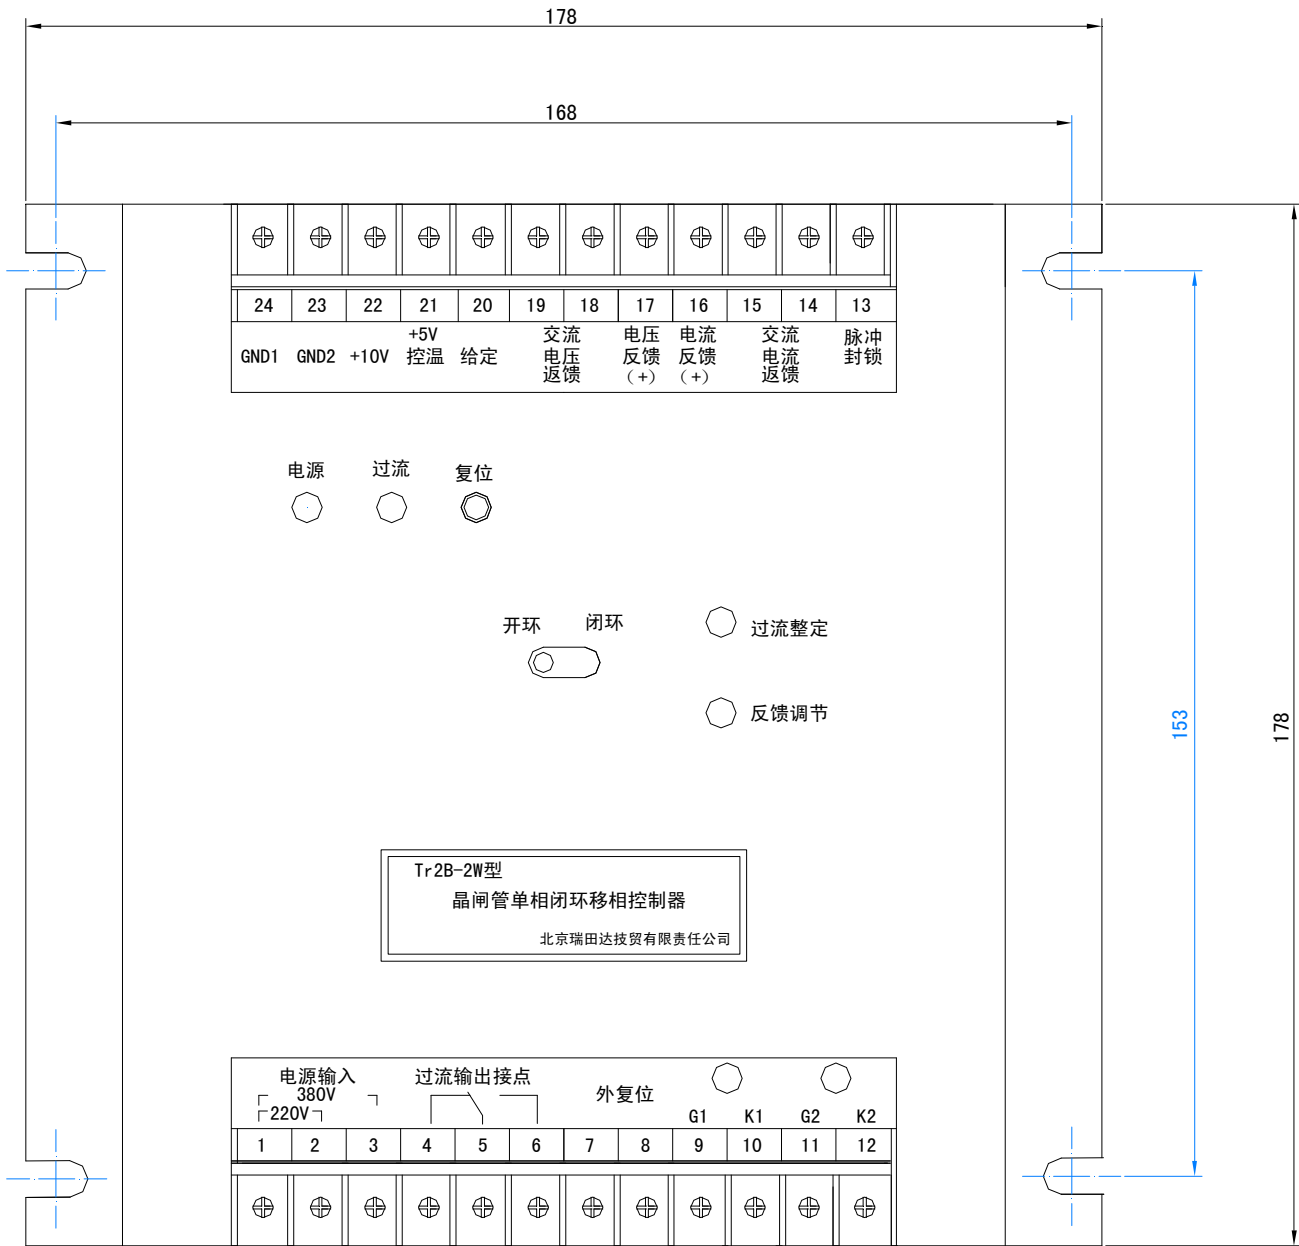 178
168
24 23 22 21 20 19 18 17 16 15 14 13
GND1 GND2 +10V
+5V
控温
给定
交流
电压
返馈
电压
反馈
(+)
电流
反馈
(+)
交流
电流
返馈
脉冲
封锁
电源 过流 复位
开环 闭环
过流整定
反馈调节
153
178
Tr2B-2W型
晶闸管单相闭环移相控制器
北京瑞田达技贸有限责任公司
电源输入
380V
220V
过流输出接点
外复位
G1 K1 G2 K2
1 2 3 4 5 6 7 8 9 10 11 12